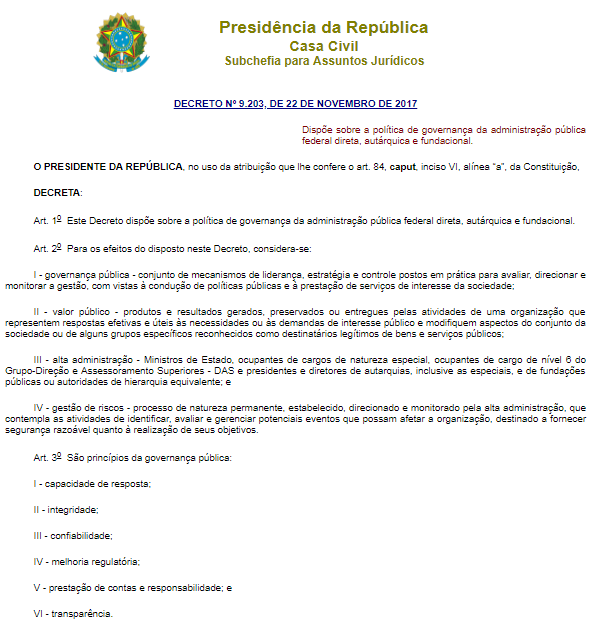 Presidência da República
Casa Civil
Subchefia para Assuntos Jurídicos
DECRETO Nº 9.203, DE 22 DE NOVEMBRO DE 2017
Dispõe sobre a política de governança da administração pública
federal direta, autárquica e fundacional.
O PRESIDENTE DA REPÚBLICA, no uso da atribuição que lhe confere o art. 84, caput, inciso VI, alínea “a”, da Constituição,
DECRETA:
Art. 1º Este Decreto dispõe sobre a política de governança da administração pública federal direta, autárquica e fundacional.
Art. 2º Para os efeitos do disposto neste Decreto, considera-se:
I - governança pública - conjunto de mecanismos de liderança, estratégia e controle postos em prática para avaliar, direcionar e
monitorar a gestão, com vistas à condução de políticas públicas e à prestação de serviços de interesse da sociedade;
II - valor público - produtos e resultados gerados, preservados ou entregues pelas atividades de uma organização que
representem respostas efetivas e úteis às necessidades ou às demandas de interesse público e modifiquem aspectos do conjunto da
sociedade ou de alguns grupos específicos reconhecidos como destinatários legítimos de bens e serviços públicos;
III - alta administração - Ministros de Estado, ocupantes de cargos de natureza especial, ocupantes de cargo de nível 6 do
Grupo-Direção e Assessoramento Superiores - DAS e presidentes e diretores de autarquias, inclusive as especiais, e de fundações
públicas ou autoridades de hierarquia equivalente; e
IV - gestão de riscos - processo de natureza permanente, estabelecido, direcionado e monitorado pela alta administração, que
contempla as atividades de identificar, avaliar e gerenciar potenciais eventos que possam afetar a organização, destinado a fornecer
segurança razoável quanto à realização de seus objetivos.
Art. 3º São princípios da governança pública:
I - capacidade de resposta;
II - integridade;
III - confiabilidade;
IV - melhoria regulatória;
V - prestação de contas e responsabilidade; e
VI - transparência.